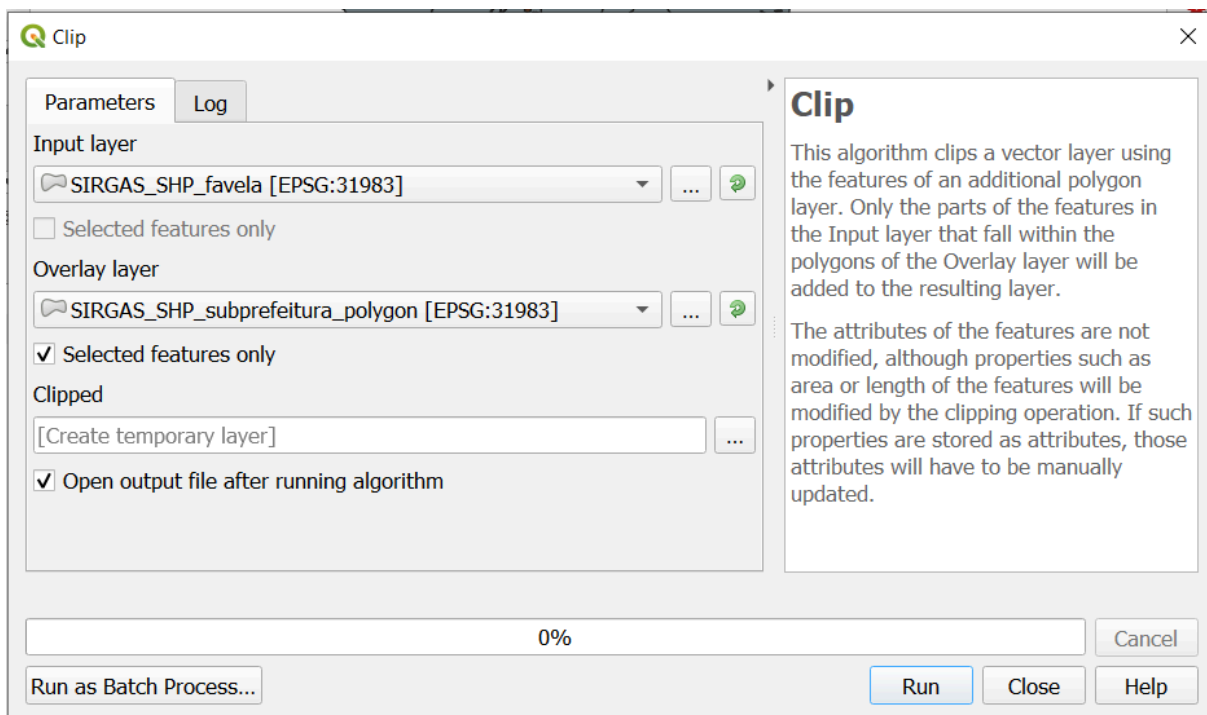 Clip
Parameters
Log
Input layer
SIRGAS_SHP_favela [EPSG:31983]
...
Selected features only
Overlay layer
SIRGAS_SHP_subprefeitura_polygon [EPSG:31983]
...
Selected features only
Clipped
[Create temporary layer]
...
Open output file after running algorithm
Clip
This algorithm clips a vector layer using
the features of an additional polygon
layer. Only the parts of the features in
the Input layer that fall within the
polygons of the Overlay layer will be
added to the resulting layer.
The attributes of the features are not
modified, although properties such as
area or length of the features will be
modified by the clipping operation. If such
properties are stored as attributes, those
attributes will have to be manually
updated.
0%
Cancel
Run as Batch Process...
Run
Close
Help